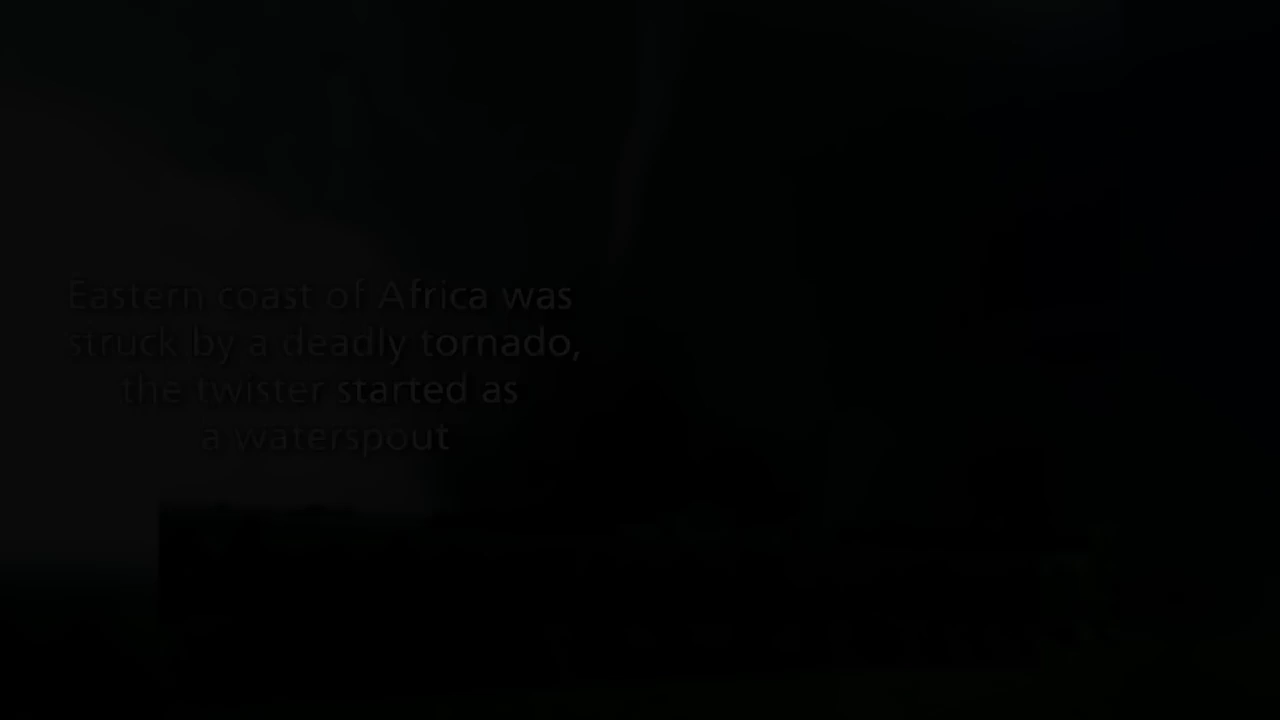 Eastern coast of Africa was
struck by a deadly tornado,
the twister started as
a waterspout